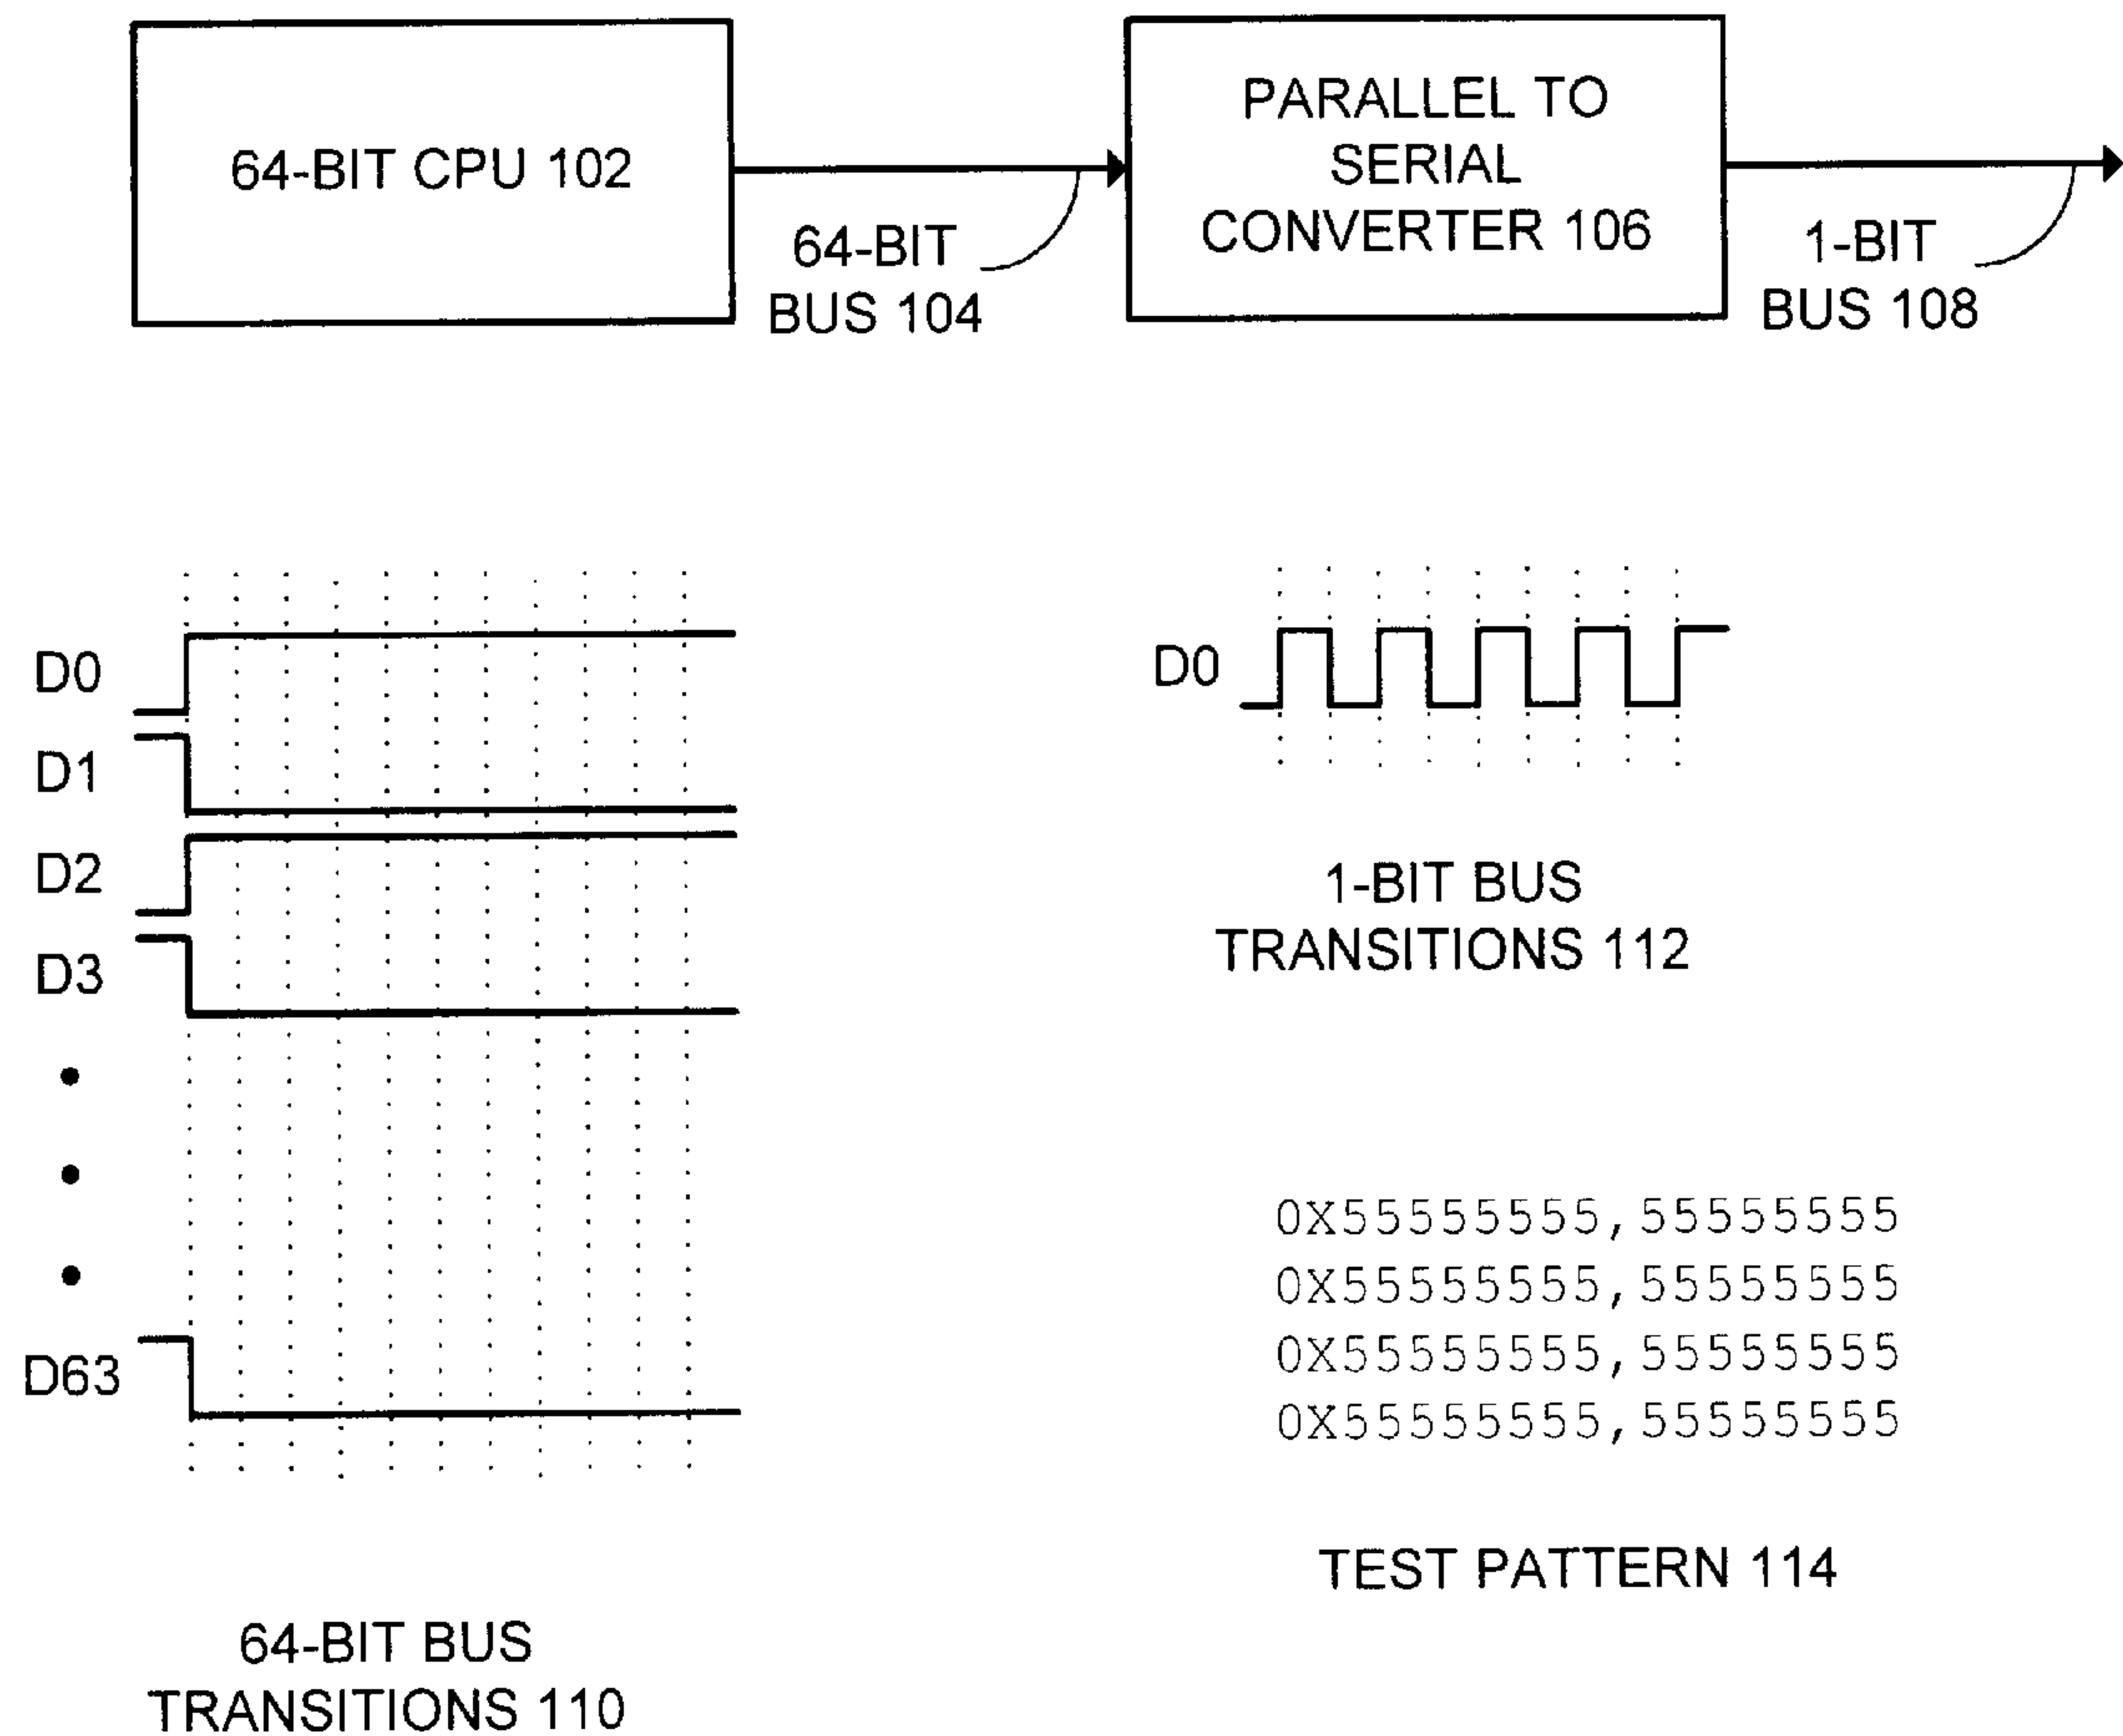 64-BIT CPU 102
64-BIT
BUS 104
PARALLEL TO
SERIAL
CONVERTER 106
1-BIT
BUS 108
D0
D1
D2
D3
D63
64-BIT BUS
TRANSITIONS 110
D0
1-BIT BUS
TRANSITIONS 112
0X55555555,55555555
0X55555555,55555555
0X55555555,55555555
0X55555555,55555555
TEST PATTERN 114